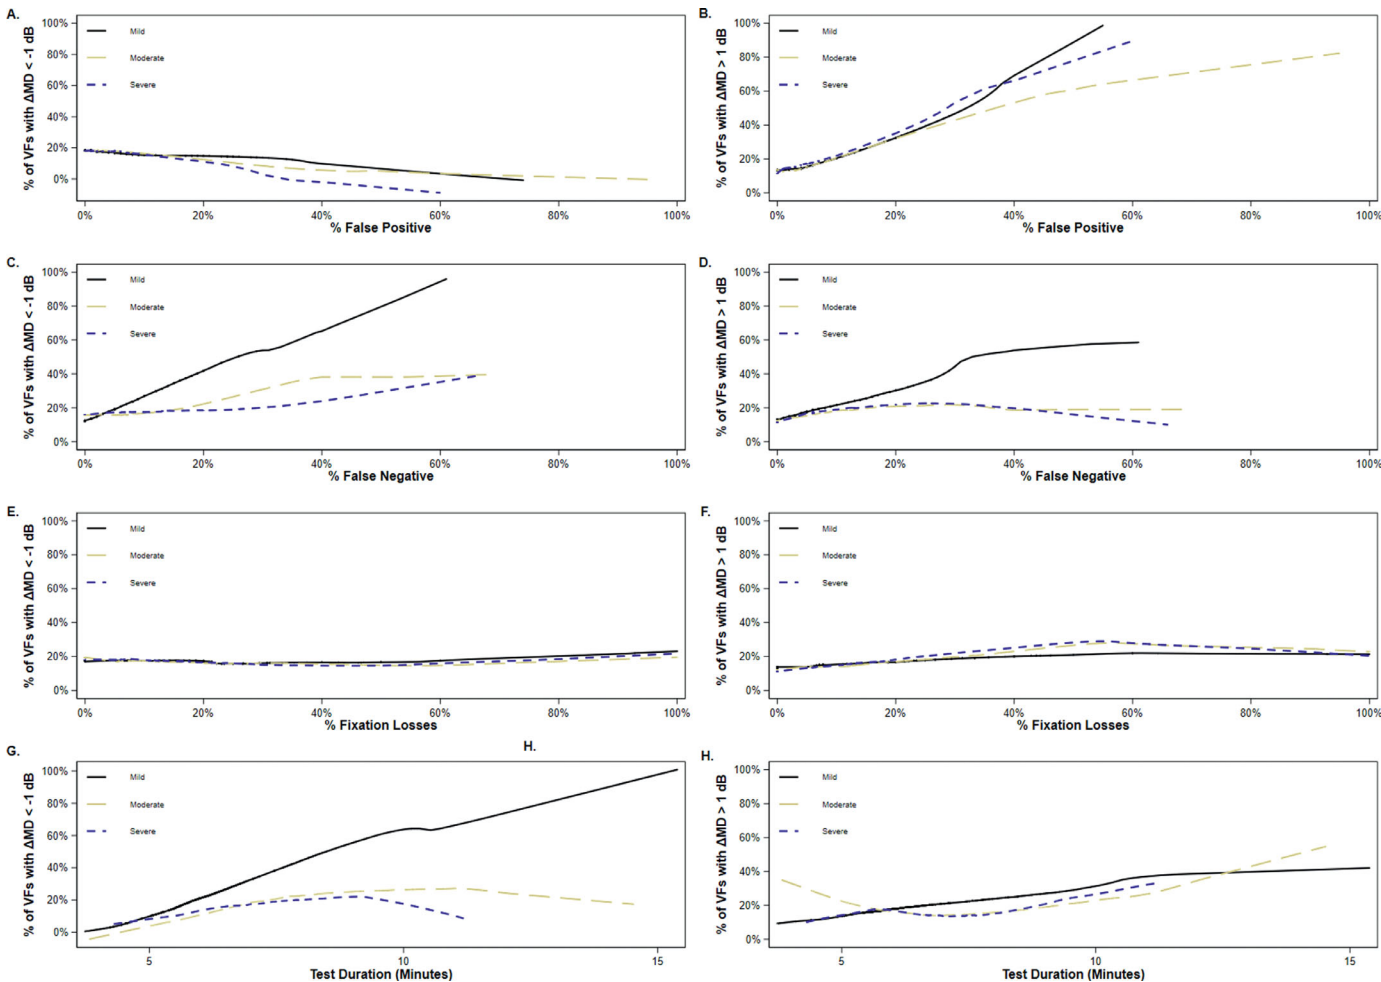 A.
% of VFs with ΔMD < -1 dB
100%
80%
60%
40%
20%
0%
Mild
Moderate
Severe
0% 20% 40% 60% 80% 100%
% False Positive
B.
% of VFs with ΔMD > 1 dB
100%
80%
60%
40%
20%
0%
Mild
Moderate
Severe
0% 20% 40% 60% 80% 100%
% False Positive
C.
% of VFs with ΔMD < -1 dB
100%
80%
60%
40%
20%
0%
Mild
Moderate
Severe
0% 20% 40% 60% 80% 100%
% False Negative
D.
% of VFs with ΔMD > 1 dB
100%
80%
60%
40%
20%
0%
Mild
Moderate
Severe
0% 20% 40% 60% 80% 100%
% False Negative
E.
% of VFs with ΔMD < -1 dB
100%
80%
60%
40%
20%
0%
Mild
Moderate
Severe
0% 20% 40% 60% 80% 100%
% Fixation Losses
F.
% of VFs with ΔMD > 1 dB
100%
80%
60%
40%
20%
0%
Mild
Moderate
Severe
0% 20% 40% 60% 80% 100%
% Fixation Losses
G.
H.
% of VFs with ΔMD < -1 dB
100%
80%
60%
40%
20%
0%
Mild
Moderate
Severe
5 10 15
Test Duration (Minutes)
H.
% of VFs with ΔMD > 1 dB
100%
80%
60%
40%
20%
0%
Mild
Moderate
Severe
5 10 15
Test Duration (Minutes)